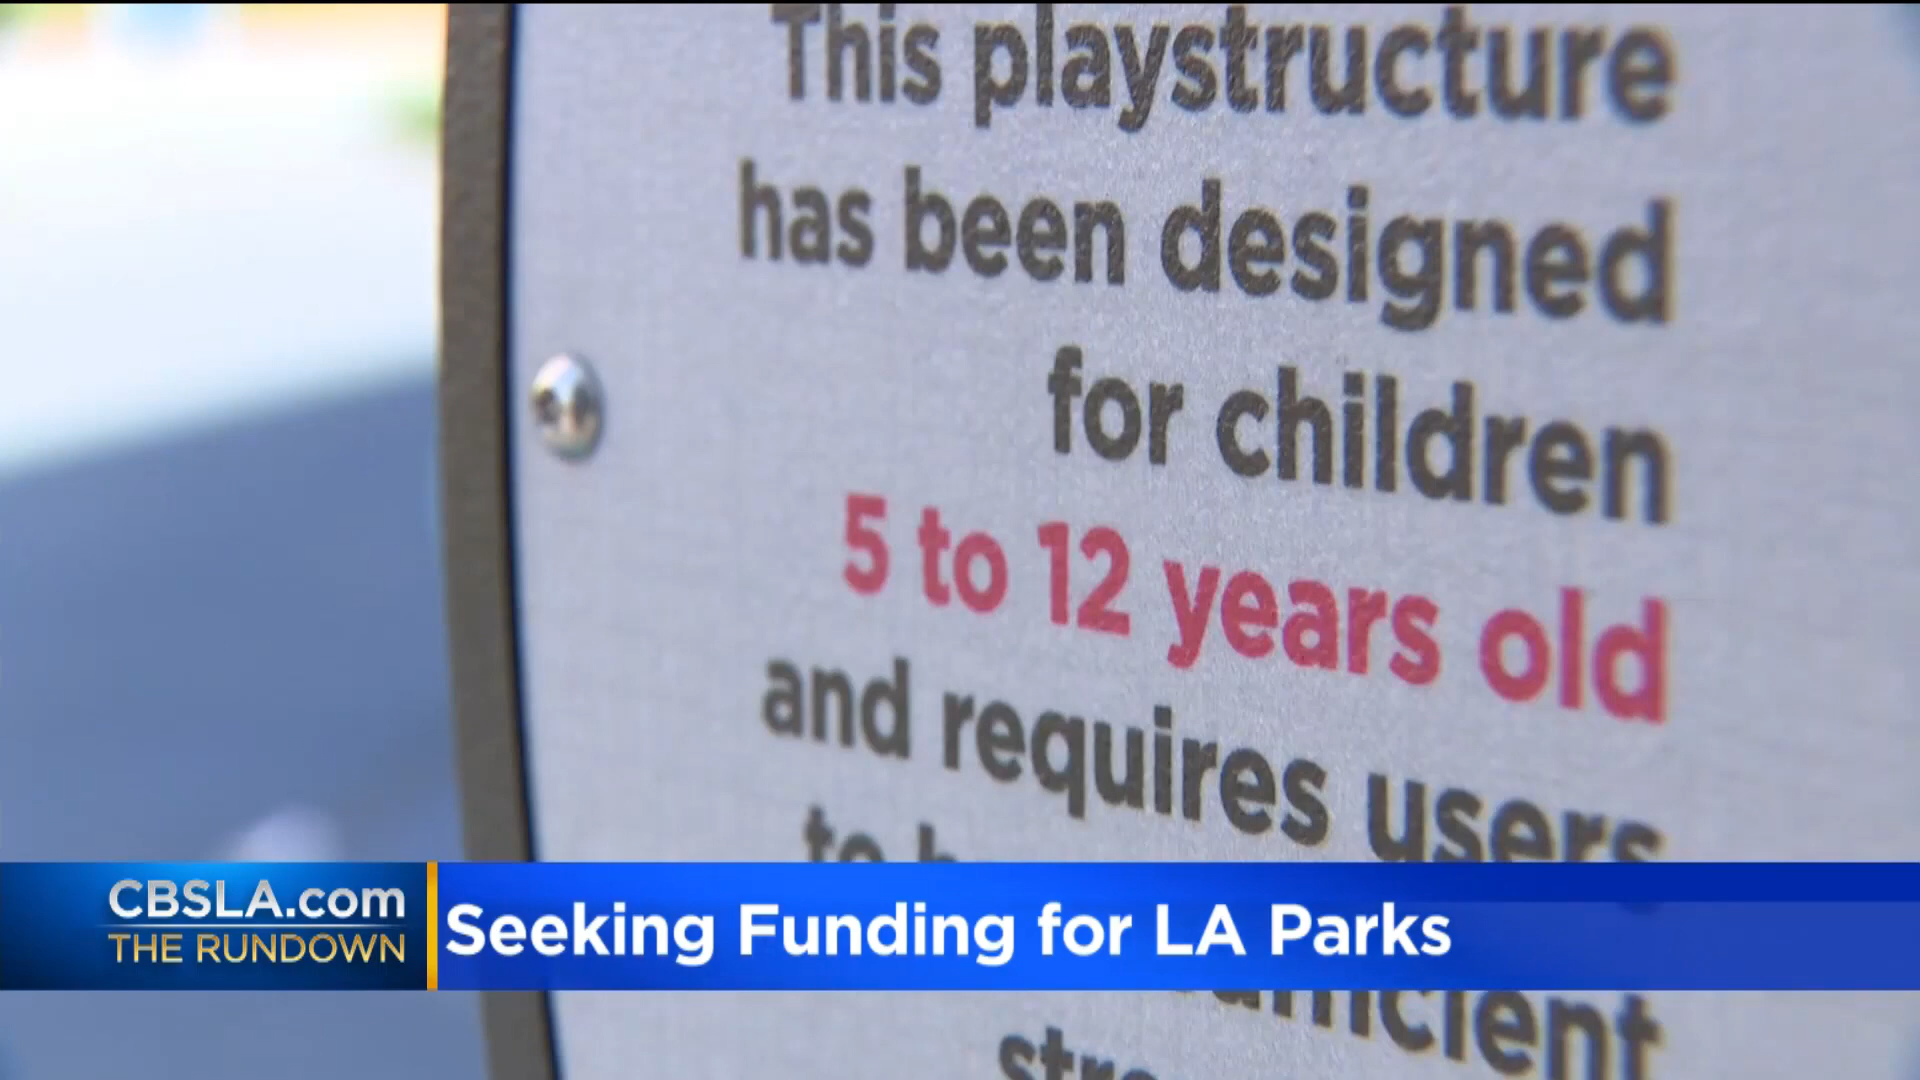 This playstructure
has been designed
for children
5 to 12 years old
and requires users
to
CBSLA.com
THE RUNDOWN
Seeking Funding for LA Parks